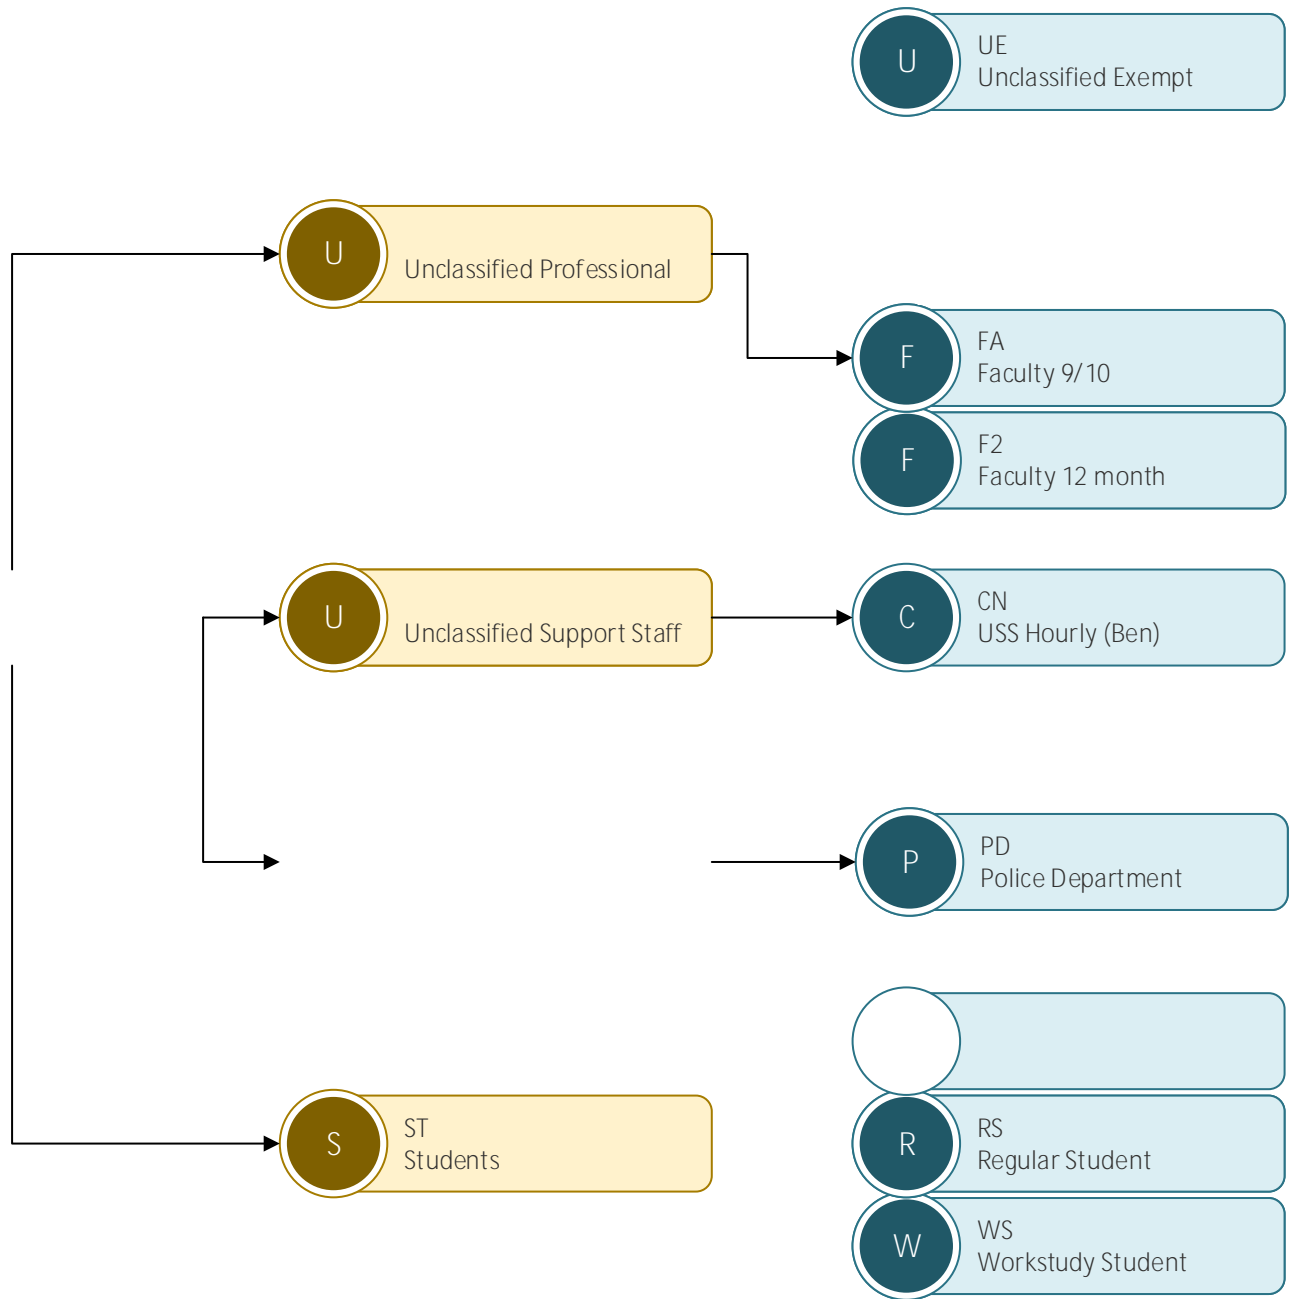 U
UE
Unclassified Exempt
U
Unclassified Professional
F
FA
Faculty 9/10
F
F2
Faculty 12 month
U
Unclassified Support Staff
C
CN
USS Hourly (Ben)
P
PD
Police Department
S
ST
Students
R
RS
Regular Student
W
WS
Workstudy Student